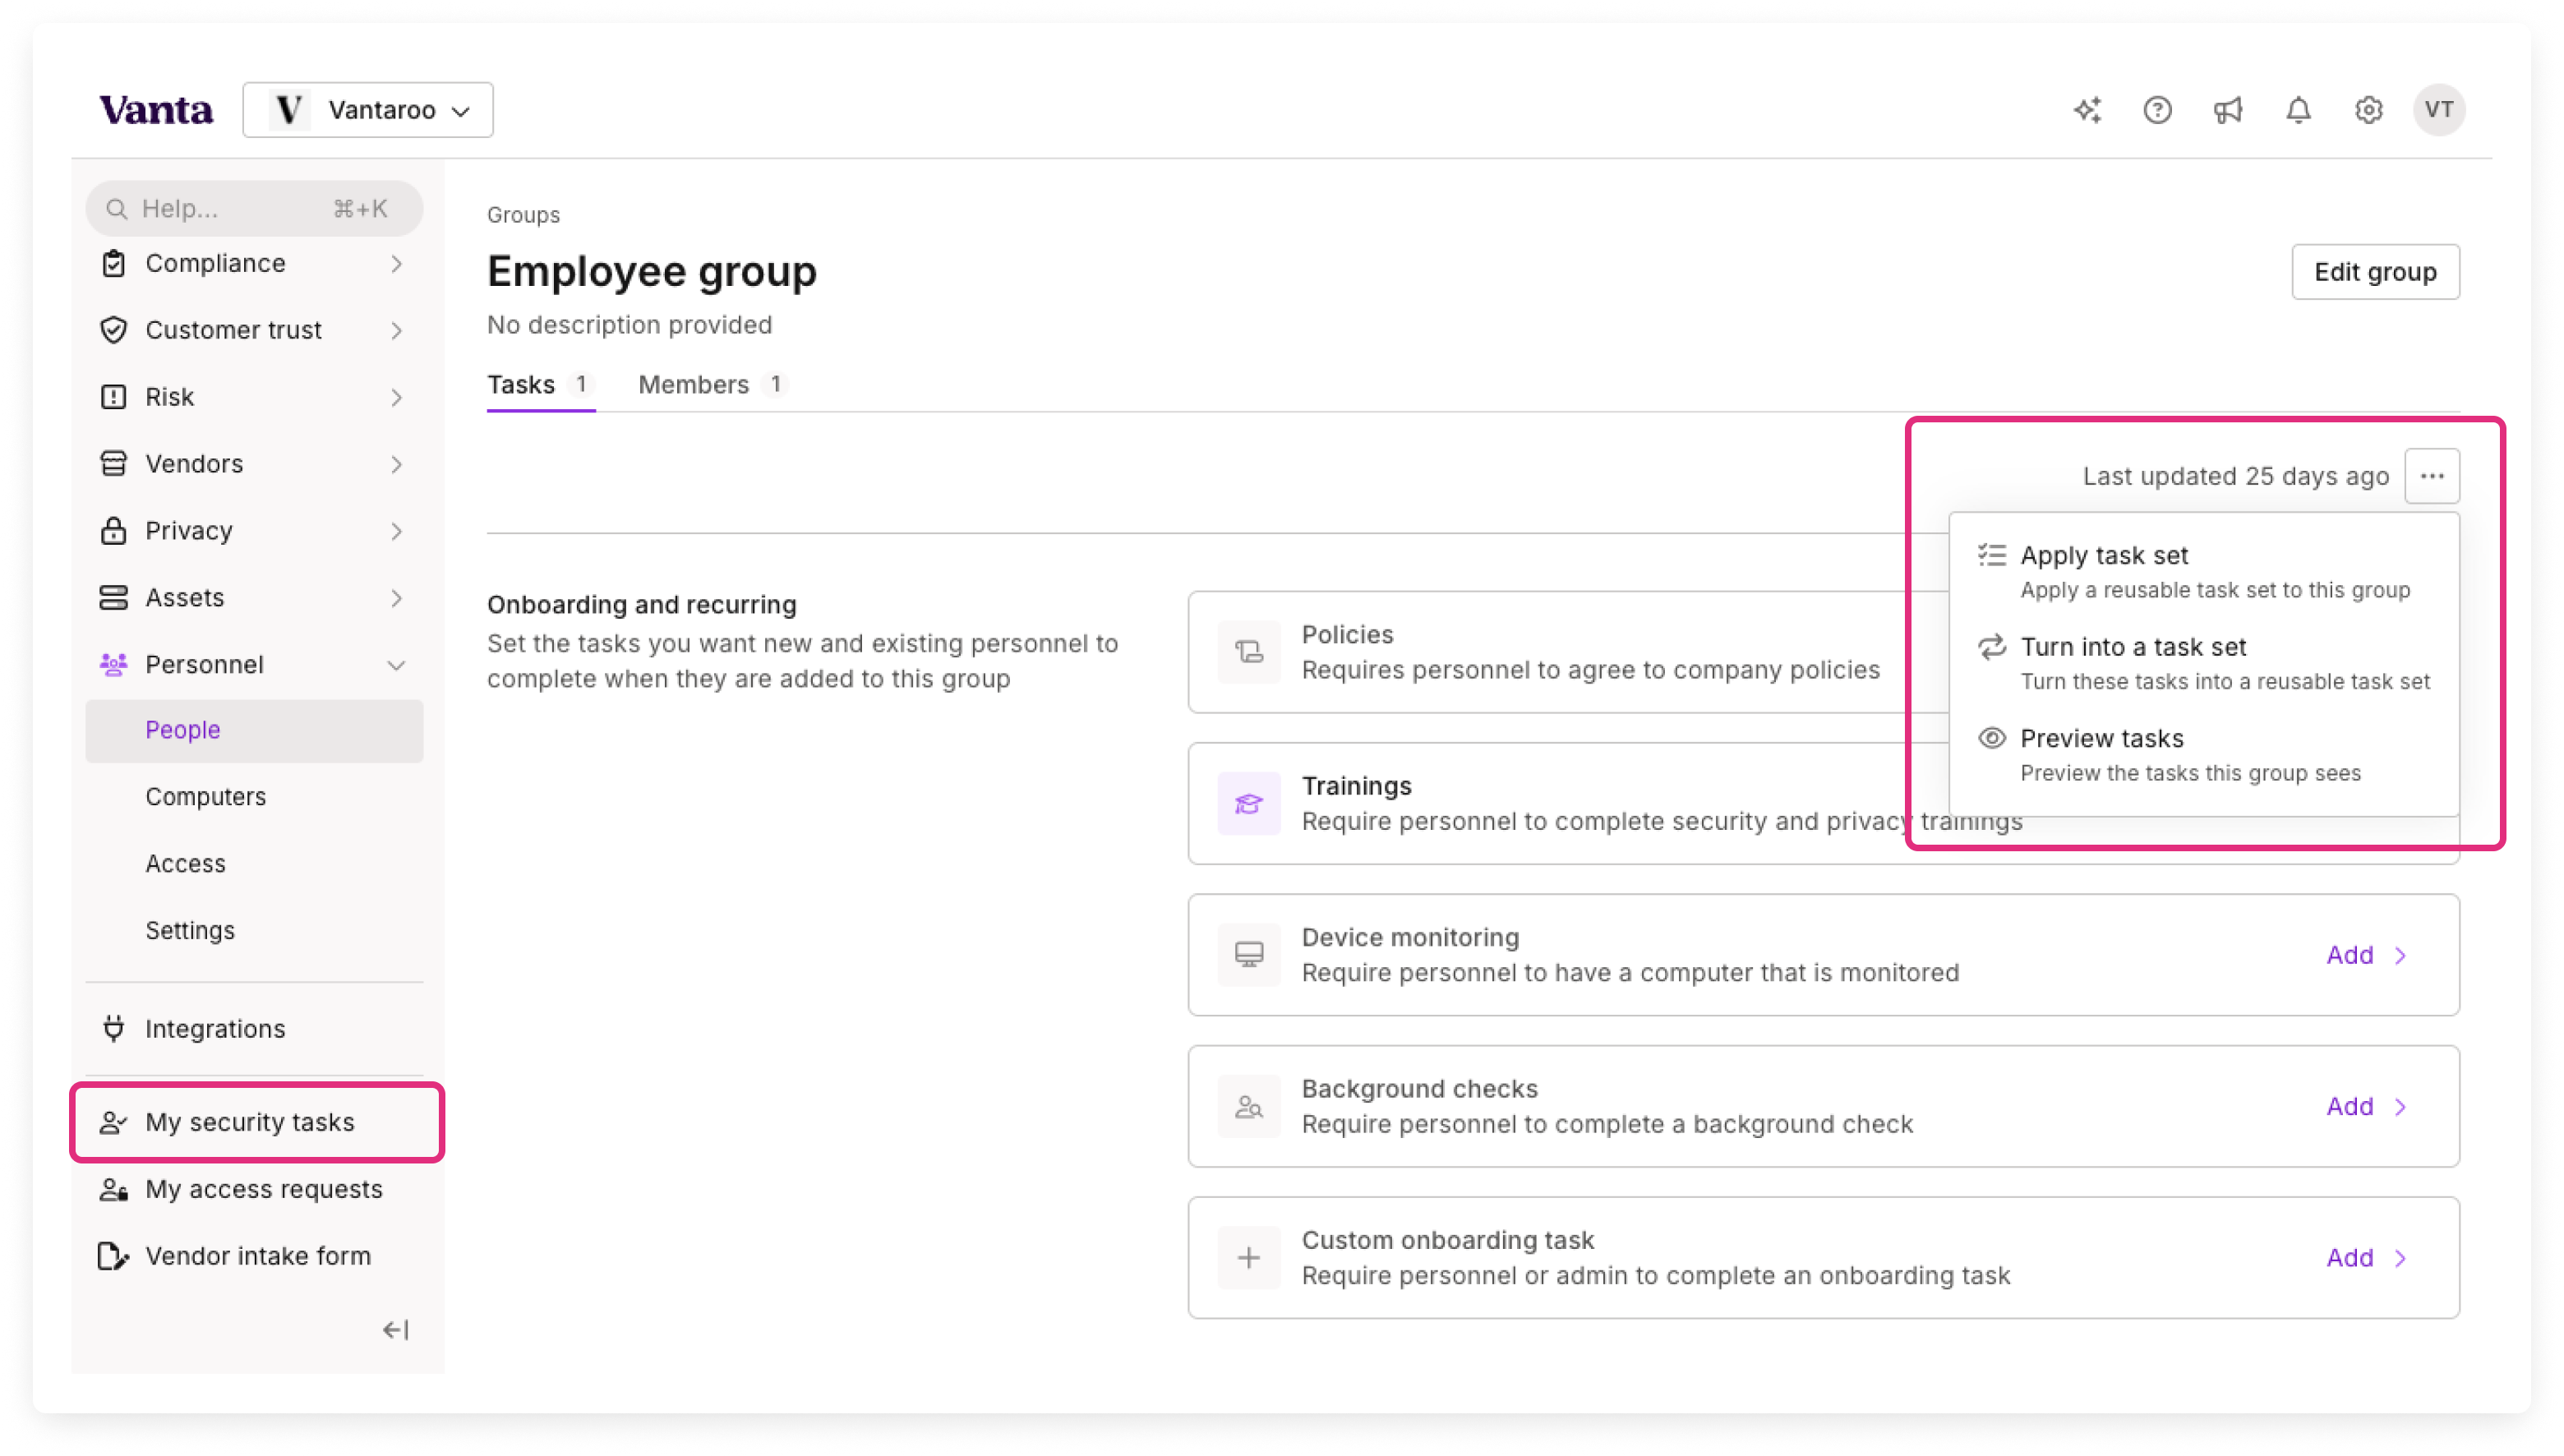 Vanta
V Vantaroo
VT
Help... ⌘+K
Compliance
Customer trust
Risk
Vendors
Privacy
Assets
Personnel
People
Computers
Access
Settings
Integrations
My security tasks
My access requests
Vendor intake form
Groups
Employee group
Edit group
No description provided
Tasks 1 Members 1
Last updated 25 days ago
Apply task set
Apply a reusable task set to this group
Turn into a task set
Turn these tasks into a reusable task set
Preview tasks
Preview the tasks this group sees
Onboarding and recurring
Set the tasks you want new and existing personnel to
complete when they are added to this group
Policies
Requires personnel to agree to company policies
Trainings
Require personnel to complete security and privacy trainings
Device monitoring
Require personnel to have a computer that is monitored
Add
Background checks
Require personnel to complete a background check
Add
Custom onboarding task
Require personnel or admin to complete an onboarding task
Add